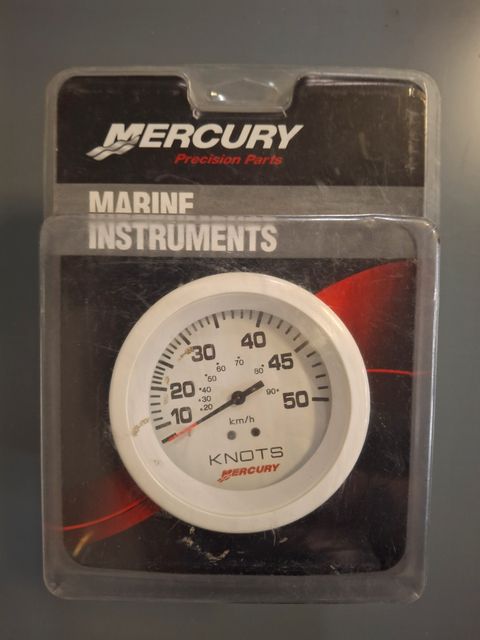 MERCURY
Precision Parts
MARINE
INSTRUMENTS
10
20
30
40
45
50
20
30
40
50
60
70
80
90
km/h
KNOTS
MERCURY